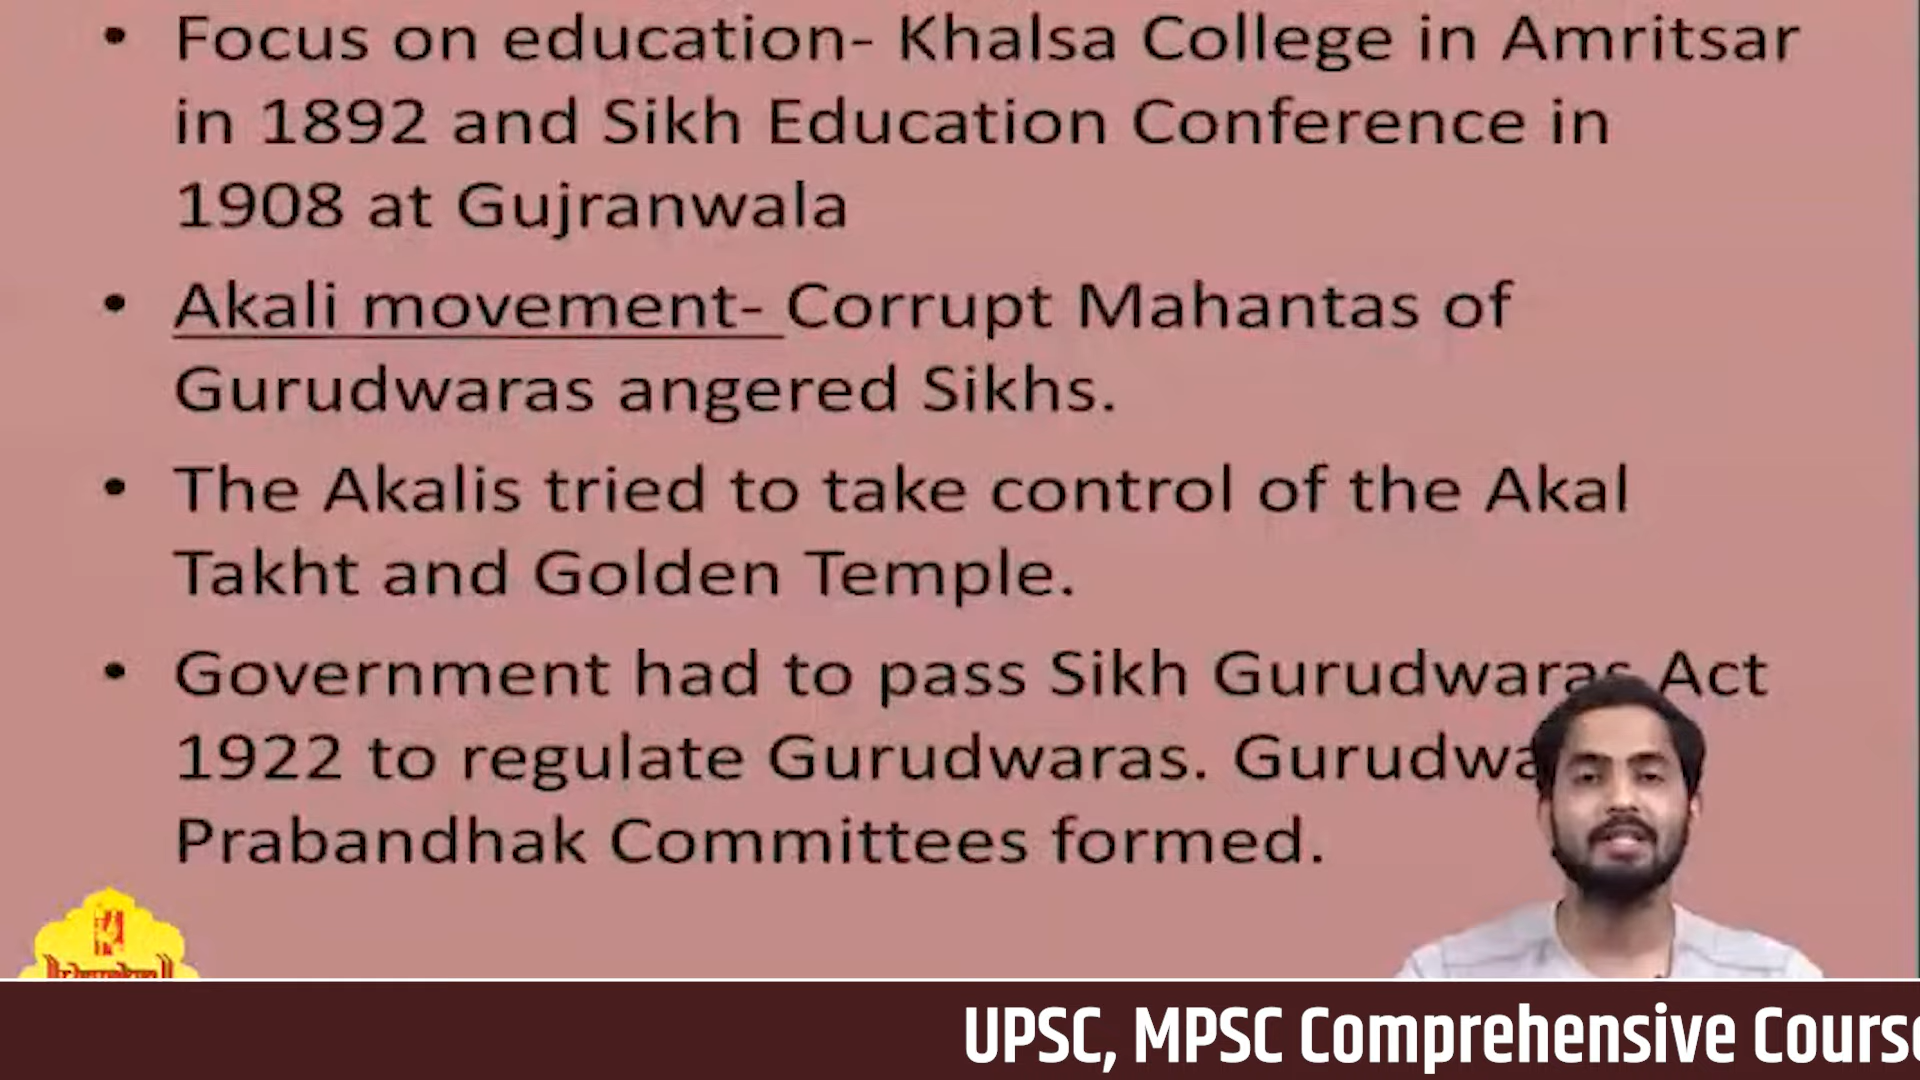 • Focus on education- Khalsa College in Amritsar
in 1892 and Sikh Education Conference in
1908 at Gujranwala
• Akali movement- Corrupt Mahantas of
Gurudwaras angered Sikhs.
• The Akalis tried to take control of the Akal
Takht and Golden Temple.
• Government had to pass Sikh Gurudwaras Act
1922 to regulate Gurudwaras.
Prabandhak Committees formed.
UPSC, MPSC Comprehensive